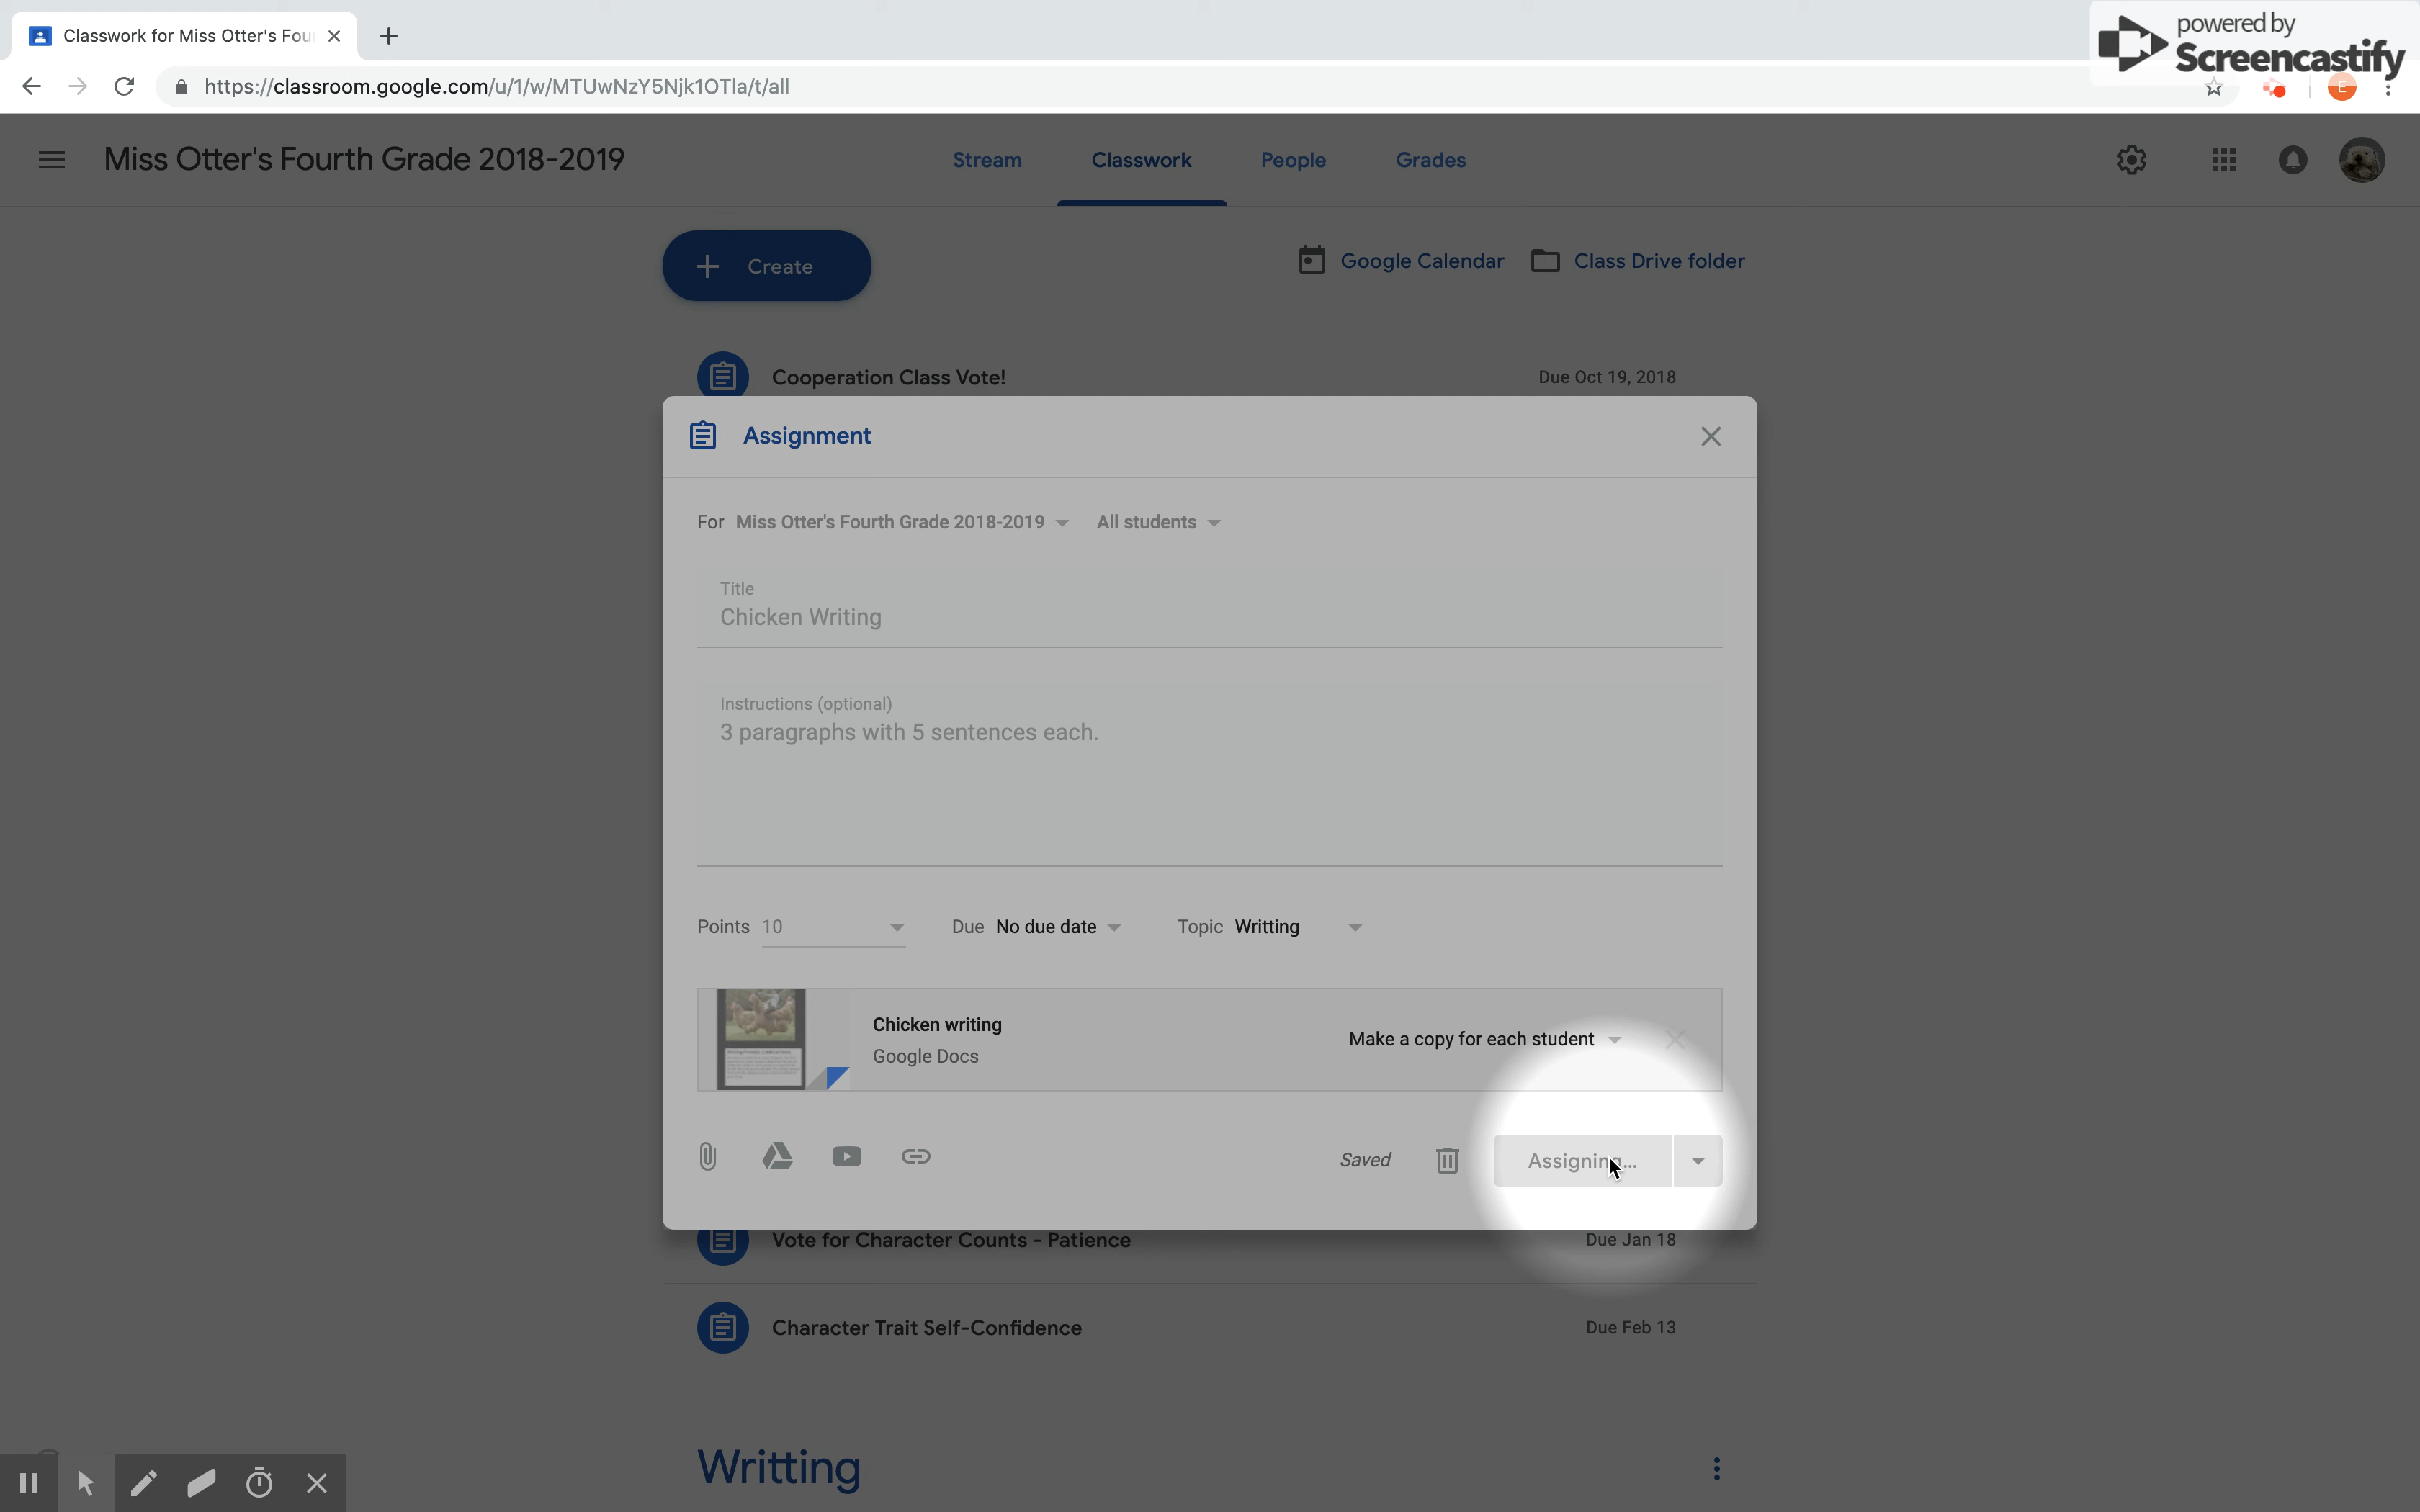 Classwork for Miss Otter's Fou
powered by
Screencastify
https://classroom.google.com/u/1/w/MTUwNzY5Njk1OTla/t/all
E
Miss Otter's Fourth Grade 2018-2019
Stream Classwork People Grades
Create
Google Calendar Class Drive folder
Cooperation Class Vote! Due Oct 19, 2018
Assignment
For Miss Otter's Fourth Grade 2018-2019 All students
Title
Chicken Writing
Instructions (optional)
3 paragraphs with 5 sentences each.
Points 10 Due No due date Topic Writting
Chicken writing
Google Docs
Make a copy for each student
Saved
Assigning...
Vote for Character Counts - Patience Due Jan 18
Character Trait Self-Confidence Due Feb 13
Writting